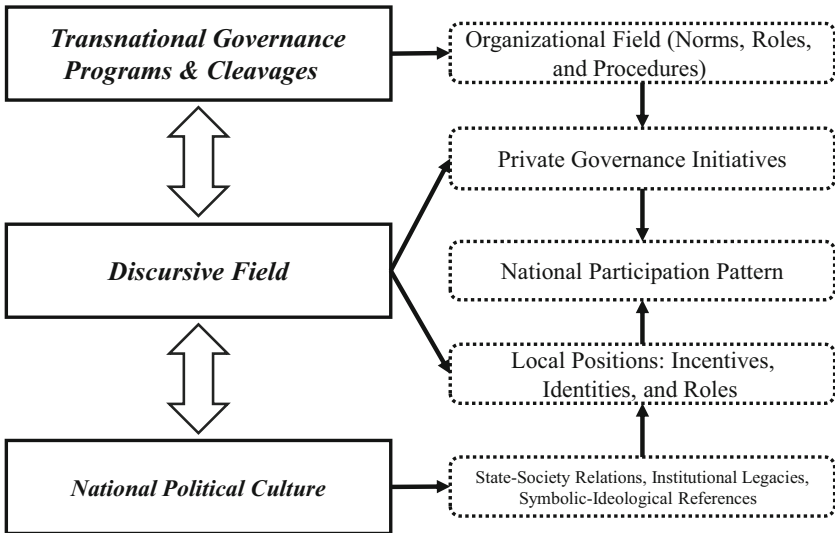 Transnational Governance
Programs & Cleavages
Organizational Field (Norms, Roles,
and Procedures)
Private Governance Initiatives
Discursive Field
National Participation Pattern
Local Positions: Incentives,
Identities, and Roles
National Political Culture
State-Society Relations, Institutional Legacies,
Symbolic-Ideological References